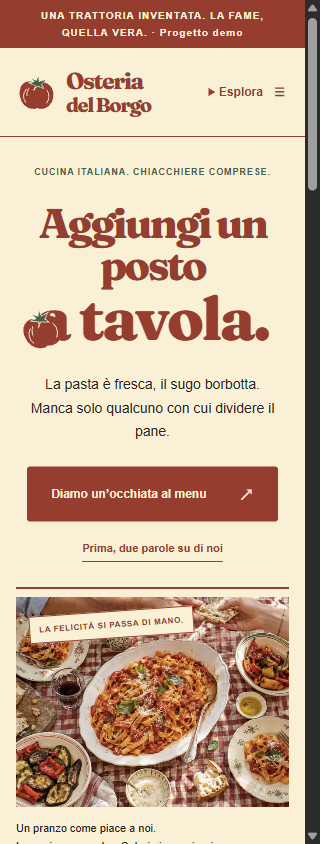 UNA TRATTORIA INVENTATA. LA FAME,
QUELLA VERA. · Progetto demo
Osteria
del Borgo
Esplora
CUCINA ITALIANA. CHIACCHIERE COMPRESE.
Aggiungi un
posto
a tavola.
La pasta è fresca, il sugo borbotta.
Manca solo qualcuno con cui dividere il
pane.
Diamo un'occhiata al menu
Prima, due parole su di noi
LA FELICITÀ SI PASSA DI MANO.
Un pranzo come piace a noi.